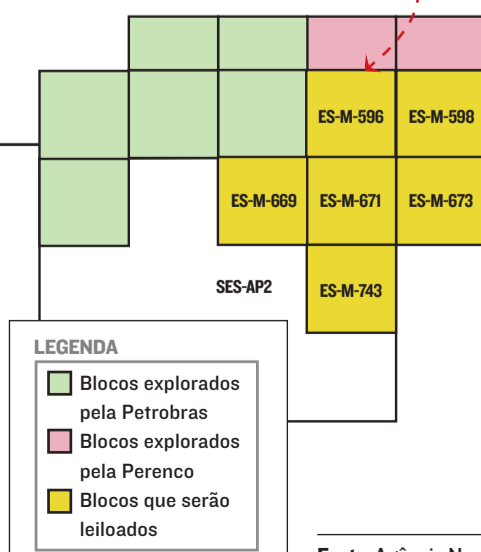 ES-M-596 ES-M-598
ES-M-669 ES-M-671 ES-M-673
SES-AP2 ES-M-743
LEGENDA
Blocos explorados
pela Petrobras
Blocos explorados
pela Perenco
Blocos que serão
leiloados